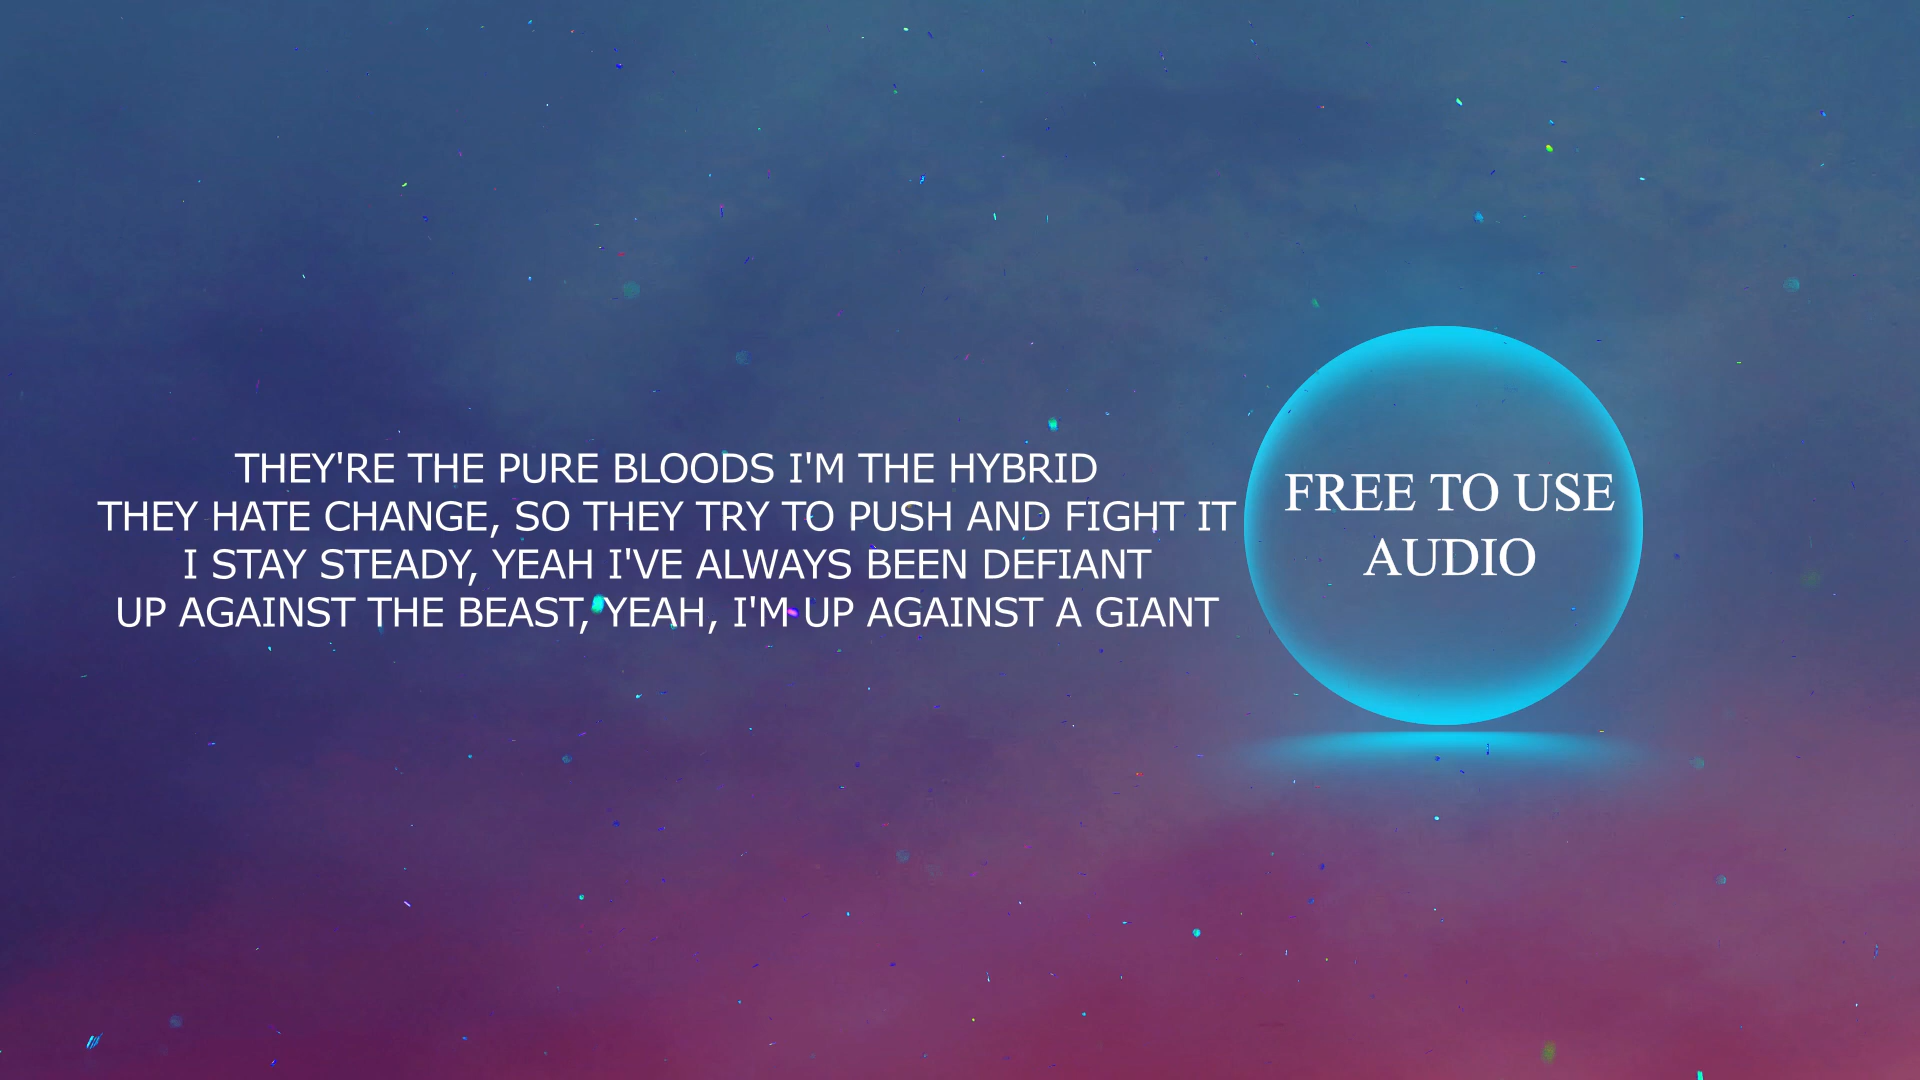 THEY'RE THE PURE BLOODS I'M THE HYBRID
THEY HATE CHANGE, SO THEY TRY TO PUSH AND FIGHT IT
I STAY STEADY, YEAH I'VE ALWAYS BEEN DEFIANT
UP AGAINST THE BEAST, YEAH, I'M UP AGAINST A GIANT
FREE TO USE
AUDIO